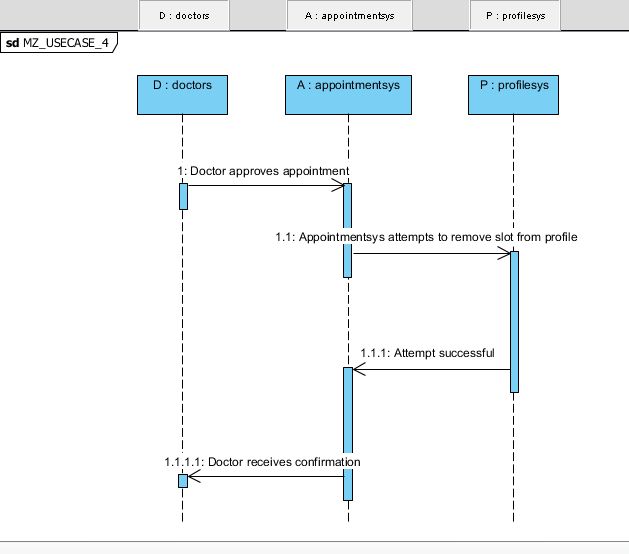 D : doctors
A : appointmentsys
P : profilesys
sd MZ_USECASE_4
D : doctors
A : appointmentsys
P : profilesys
1: Doctor approves appointment
1.1: Appointmentsys attempts to remove slot from profile
1.1.1: Attempt successful
1.1.1.1: Doctor receives confirmation